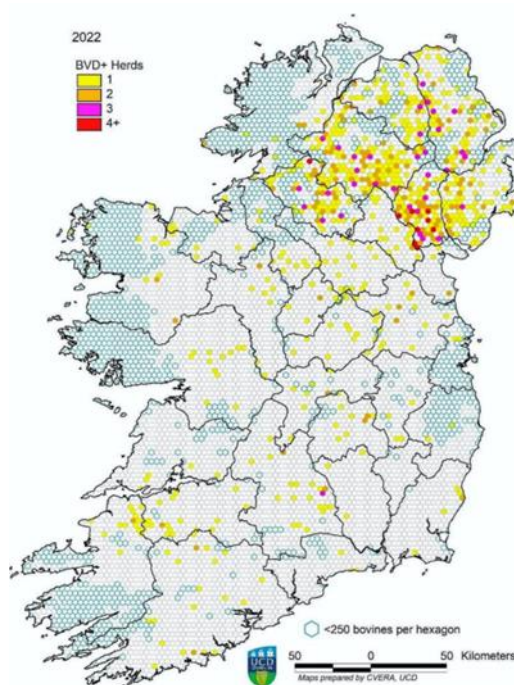 2022
BVD+ Herds
1
2
3
4+
<250 bovines per hexagon
50 0 50 Kilometers
Maps prepared by CVERA, UCD
UCD